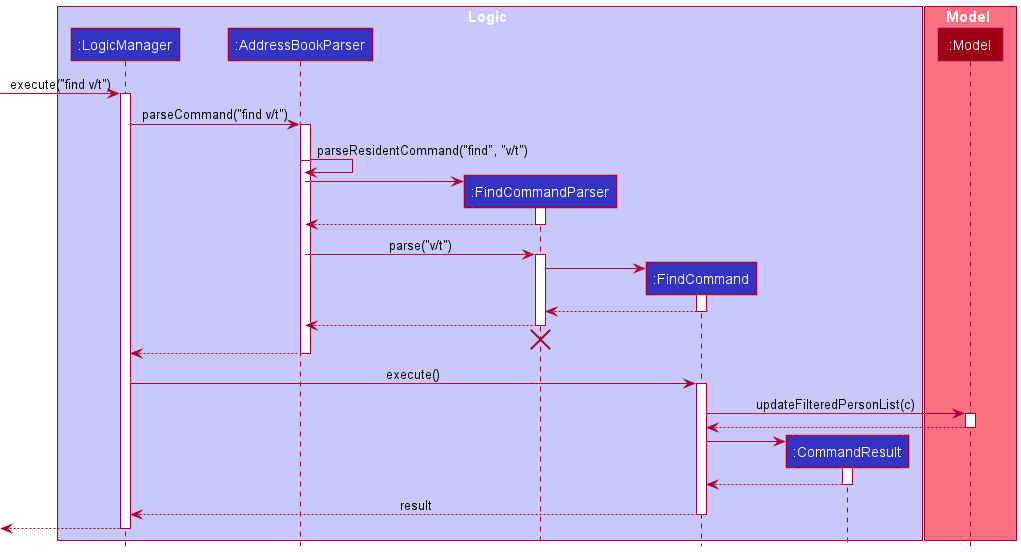 Logic
Model
:LogicManager
:AddressBookParser
:Model
execute("find v/t")
parseCommand("find v/t")
parseResidentCommand("find", "v/t")
:FindCommandParser
parse("v/t")
:FindCommand
execute()
updateFilteredPersonList(c)
:CommandResult
result